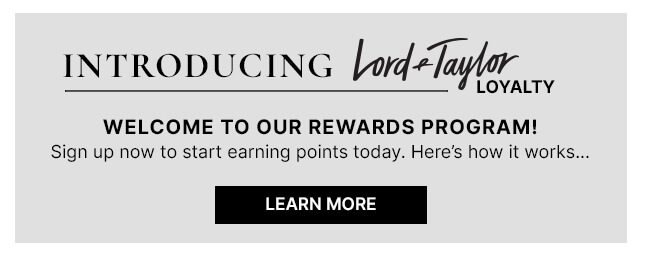 INTRODUCING Lord & Taylor
LOYALTY
WELCOME TO OUR REWARDS PROGRAM!
Sign up now to start earning points today. Here's how it works...
LEARN MORE